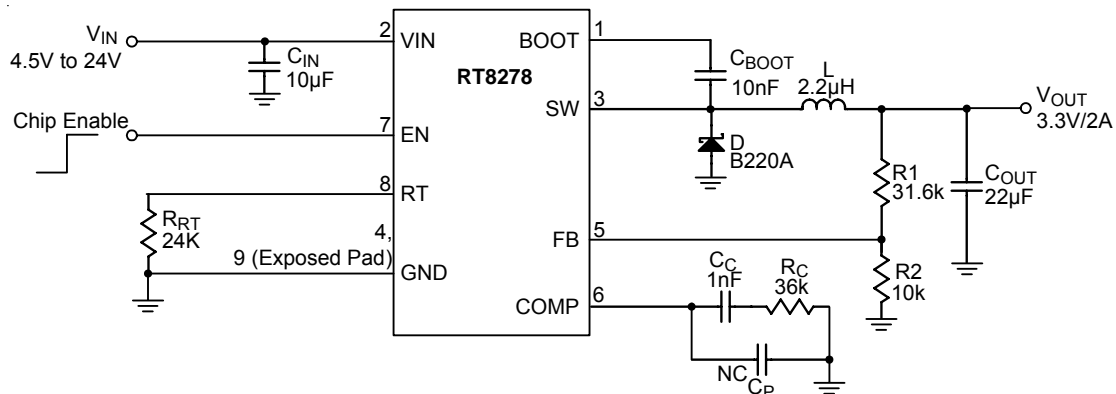 VIN
4.5V to 24V
CIN
10µF
Chip Enable
RRT
24K
2
7
8
4,
9 (Exposed Pad)
VIN
EN
RT
GND
RT8278
BOOT
SW
FB
COMP
1
3
5
6
CBOOT
10nF
L
2.2µH
D
B220A
VOUT
3.3V/2A
R1
31.6k
COUT
22µF
R2
10k
CC
1nF
RC
36k
NC
CP